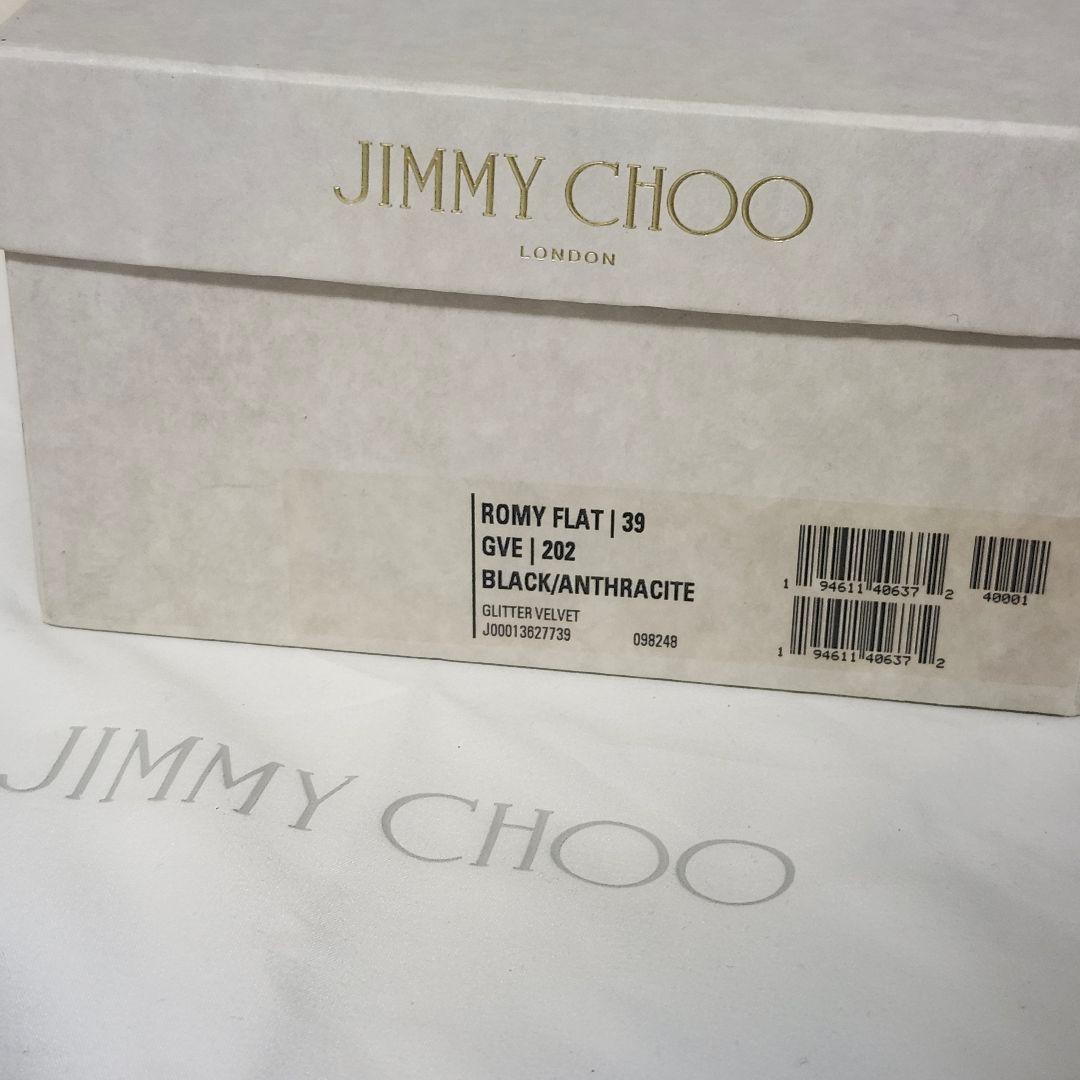 JIMMY CHOO
LONDON
ROMY FLAT | 39
GVE | 202
BLACK/ANTHRACITE
GLITTER VELVET
J00013627739 098248
1 94611 40637 2
40001
1 94611 40637 2
JIMMY CHOO